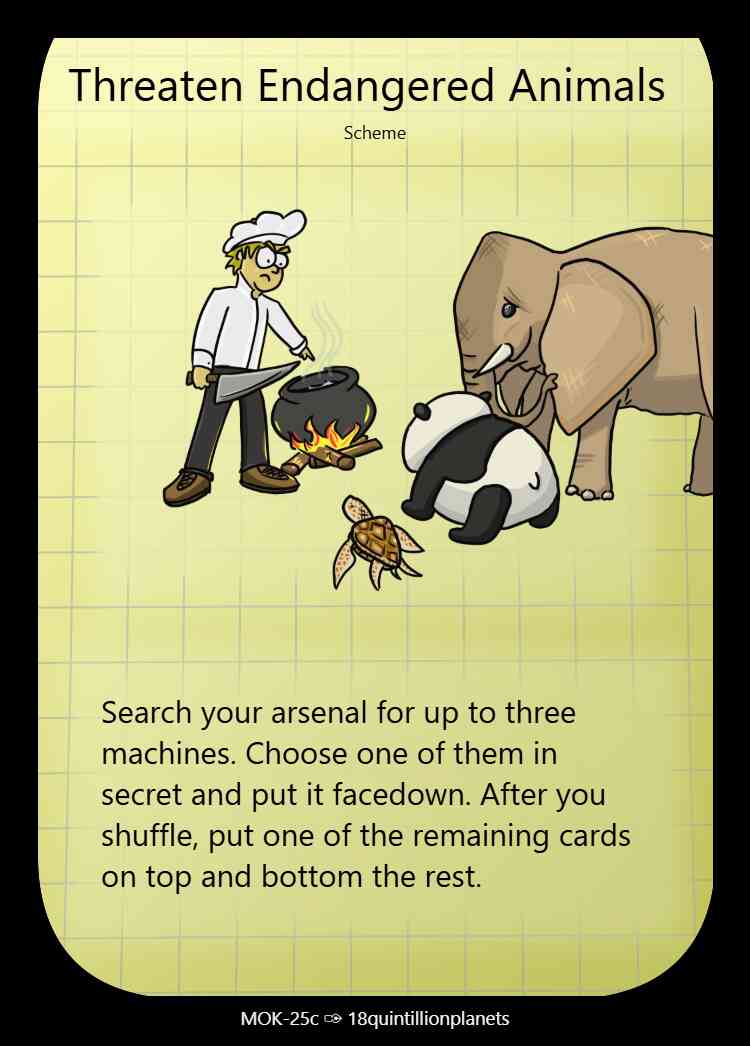 Threaten Endangered Animals
Scheme
Search your arsenal for up to three
machines. Choose one of them in
secret and put it facedown. After you
shuffle, put one of the remaining cards
on top and bottom the rest.
MOK-25c ✑ 18quintillionplanets